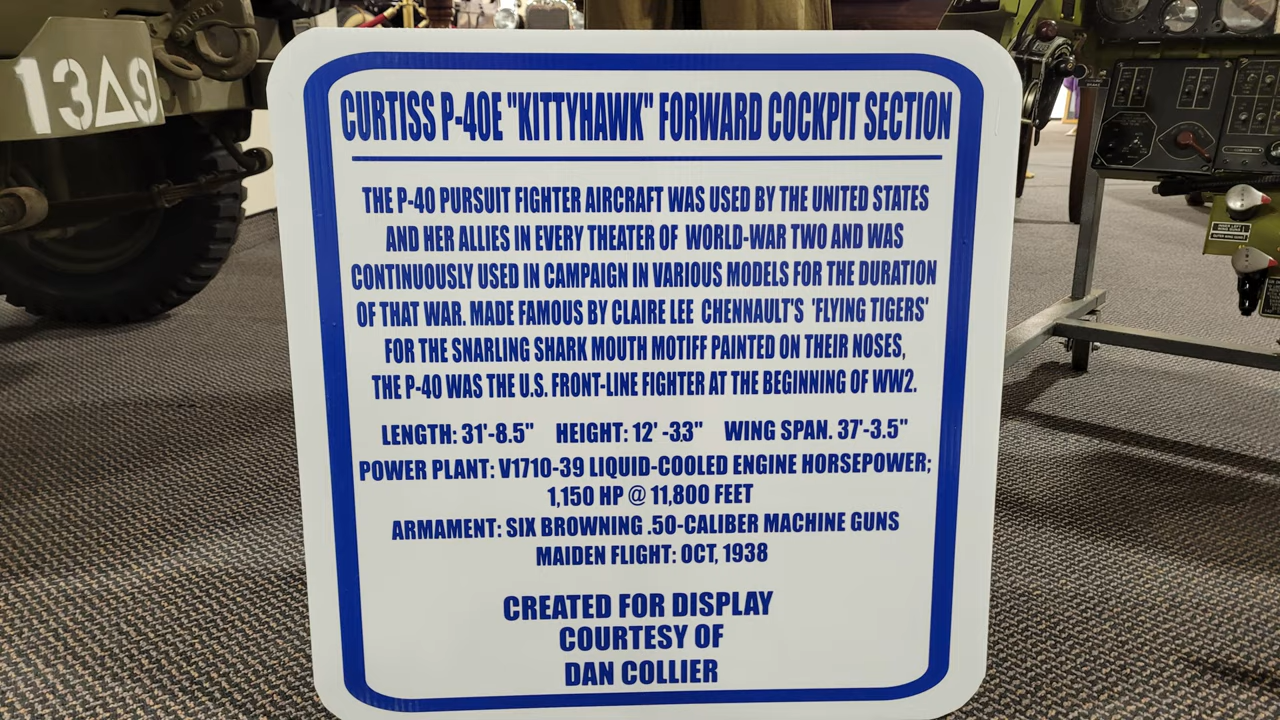 13Δ9
CURTISS P-40E "KITTYHAWK" FORWARD COCKPIT SECTION
THE P-40 PURSUIT FIGHTER AIRCRAFT WAS USED BY THE UNITED STATES
AND HER ALLIES IN EVERY THEATER OF WORLD-WAR TWO AND WAS
CONTINUOUSLY USED IN CAMPAIGN IN VARIOUS MODELS FOR THE DURATION
OF THAT WAR. MADE FAMOUS BY CLAIRE LEE CHENNAULT'S 'FLYING TIGERS'
FOR THE SNARLING SHARK MOUTH MOTIFF PAINTED ON THEIR NOSES,
THE P-40 WAS THE U.S. FRONT-LINE FIGHTER AT THE BEGINNING OF WW2.
LENGTH: 31'-8.5" HEIGHT: 12' -3.3" WING SPAN. 37'-3.5"
POWER PLANT: V1710-39 LIQUID-COOLED ENGINE HORSEPOWER;
1,150 HP @ 11,800 FEET
ARMAMENT: SIX BROWNING .50-CALIBER MACHINE GUNS
MAIDEN FLIGHT: OCT, 1938
CREATED FOR DISPLAY
COURTESY OF
DAN COLLIER